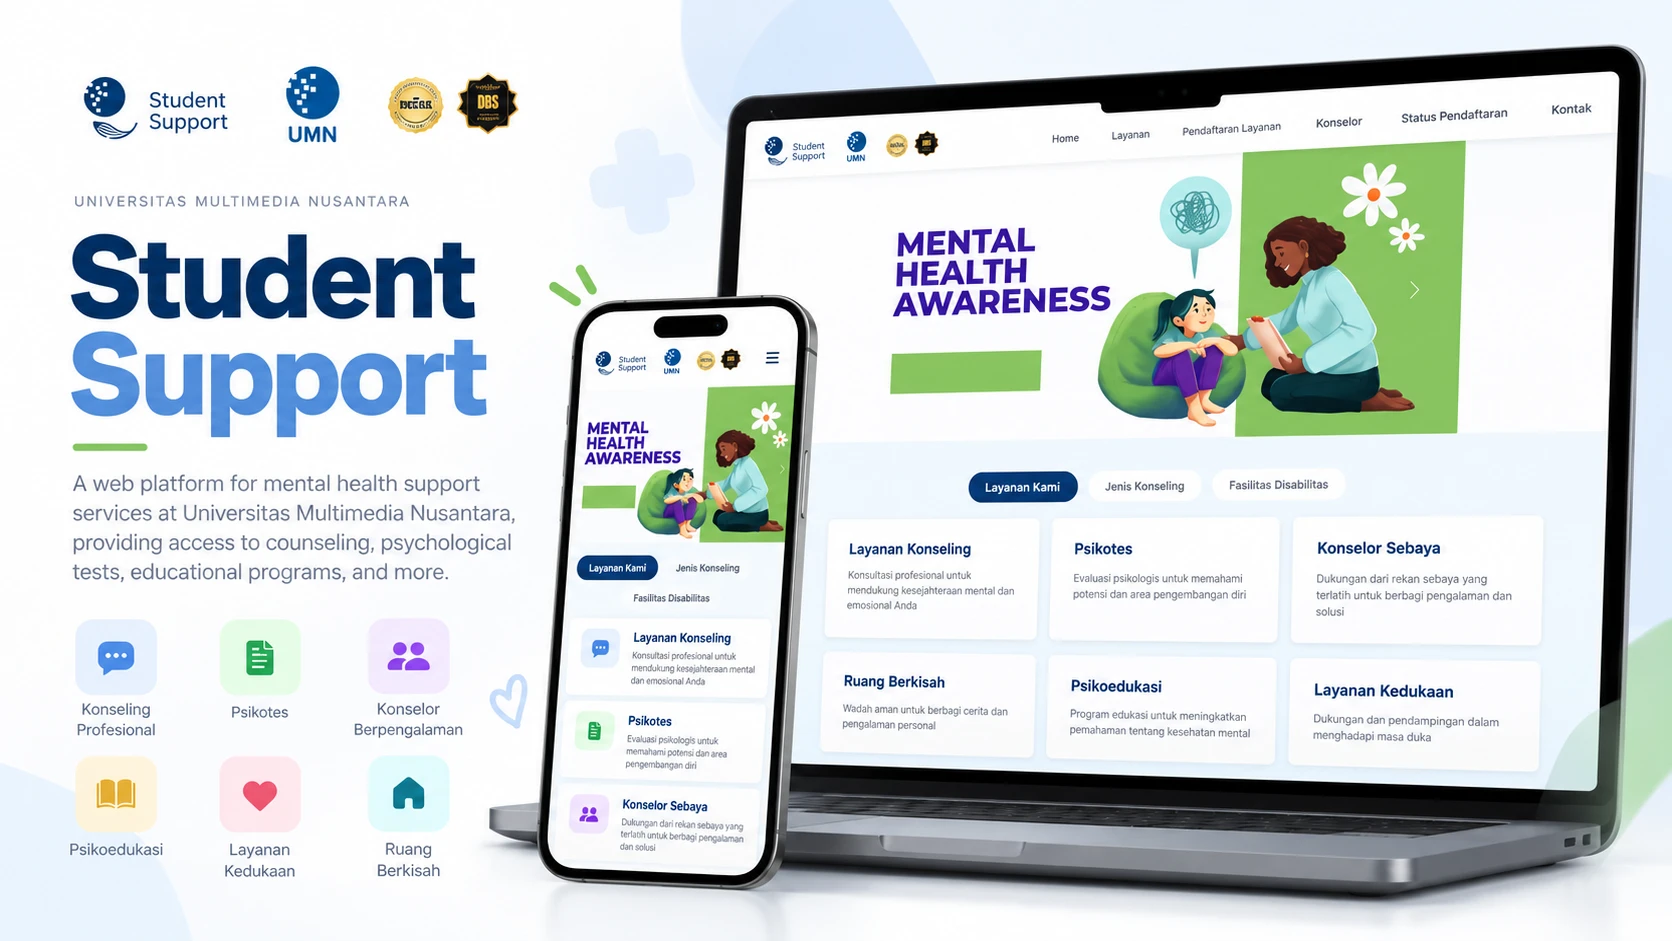 Student
Support
UMN
DBS
UNIVERSITAS MULTIMEDIA NUSANTARA
Student
Support
A web platform for mental health support
services at Universitas Multimedia Nusantara,
providing access to counseling, psychological
tests, educational programs, and more.
Konseling
Profesional
Psikotes
Konselor
Berpengalaman
Psikoedukasi
Layanan
Kedukaan
Ruang
Berkisah
Student
Support
UMN
MENTAL
HEALTH
AWARENESS
Layanan Kami
Jenis Konseling
Fasilitas Disabilitas
Layanan Konseling
Konsultasi profesional untuk
mendukung kesejahteraan mental
dan emosional Anda
Psikotes
Evaluasi psikologis untuk
memahami potensi dan area
pengembangan diri
Konselor Sebaya
Dukungan dari rekan sebaya yang
terlatih untuk berbagi pengalaman
dan solusi
Student
Support
UMN
Home
Layanan
Pendaftaran Layanan
Konselor
Status Pendaftaran
Kontak
MENTAL
HEALTH
AWARENESS
Layanan Kami
Jenis Konseling
Fasilitas Disabilitas
Layanan Konseling
Konsultasi profesional untuk
mendukung kesejahteraan mental dan
emosional Anda
Psikotes
Evaluasi psikologis untuk memahami
potensi dan area pengembangan diri
Konselor Sebaya
Dukungan dari rekan sebaya yang
terlatih untuk berbagi pengalaman dan
solusi
Ruang Berkisah
Wadah aman untuk berbagi cerita dan
pengalaman personal
Psikoedukasi
Program edukasi untuk meningkatkan
pemahaman tentang kesehatan mental
Layanan Kedukaan
Dukungan dan pendampingan dalam
menghadapi masa duka